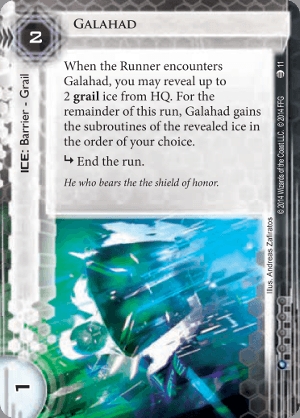 2
GALAHAD
ICE: Barrier - Grail
When the Runner encounters
Galahad, you may reveal up to
2 grail ice from HQ. For the
remainder of this run, Galahad gains
the subroutines of the revealed ice in
the order of your choice.
↳ End the run.
He who bears the the shield of honor.
11
© 2014 Wizards of the Coast LLC. © 2014 FFG
Illus. Andreas Zafiratos
1